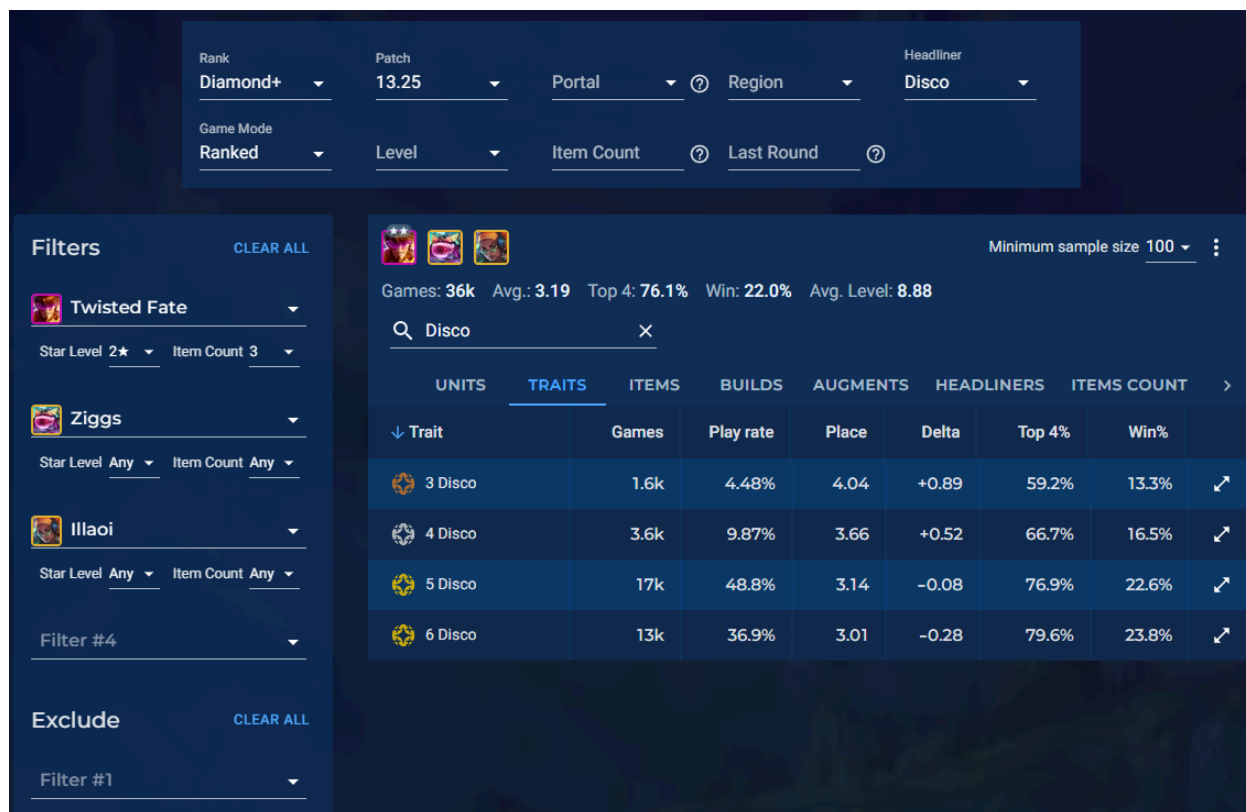 Rank Patch Headliner
Diamond+ 13.25 Portal Region Disco
Game Mode
Ranked Level Item Count Last Round
Filters CLEAR ALL
Twisted Fate
Star Level 2★ Item Count 3
Ziggs
Star Level Any Item Count Any
Illaoi
Star Level Any Item Count Any
Filter #4
Exclude CLEAR ALL
Filter #1
Minimum sample size 100
Games: 36k Avg.: 3.19 Top 4: 76.1% Win: 22.0% Avg. Level: 8.88
Disco
UNITS TRAITS ITEMS BUILDS AUGMENTS HEADLINERS ITEMS COUNT
Trait Games Play rate Place Delta Top 4% Win%
3 Disco 1.6k 4.48% 4.04 +0.89 59.2% 13.3%
4 Disco 3.6k 9.87% 3.66 +0.52 66.7% 16.5%
5 Disco 17k 48.8% 3.14 −0.08 76.9% 22.6%
6 Disco 13k 36.9% 3.01 −0.28 79.6% 23.8%